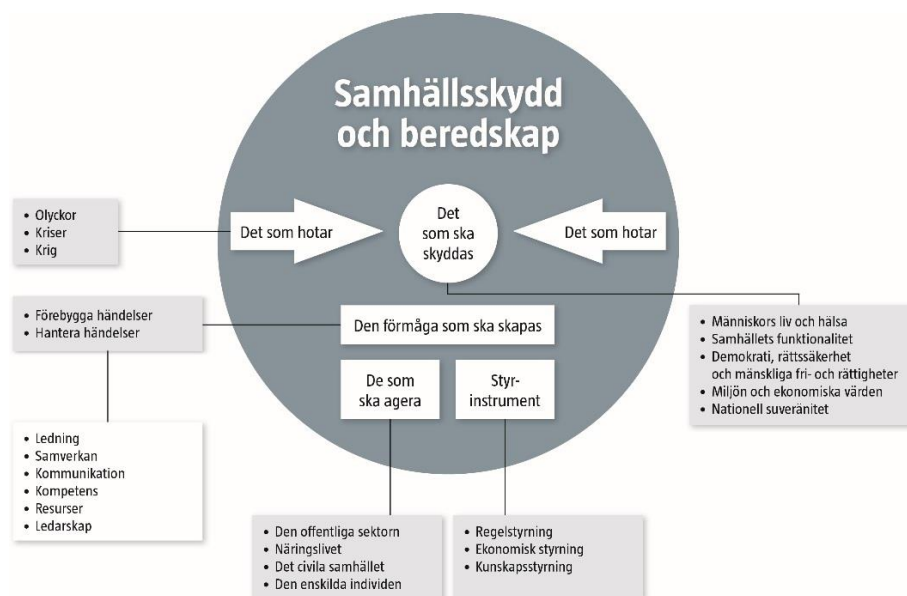 Samhällsskydd
och beredskap
• Olyckor
• Kriser
• Krig
Det som hotar
Det
som ska
skyddas
Det som hotar
• Förebygga händelser
• Hantera händelser
Den förmåga som ska skapas
• Människors liv och hälsa
• Samhällets funktionalitet
• Demokrati, rättssäkerhet
och mänskliga fri- och rättigheter
• Miljön och ekonomiska värden
• Nationell suveränitet
De som
ska agera
Styr-
instrument
• Ledning
• Samverkan
• Kommunikation
• Kompetens
• Resurser
• Ledarskap
• Den offentliga sektorn
• Näringslivet
• Det civila samhället
• Den enskilda individen
• Regelstyrning
• Ekonomisk styrning
• Kunskapsstyrning